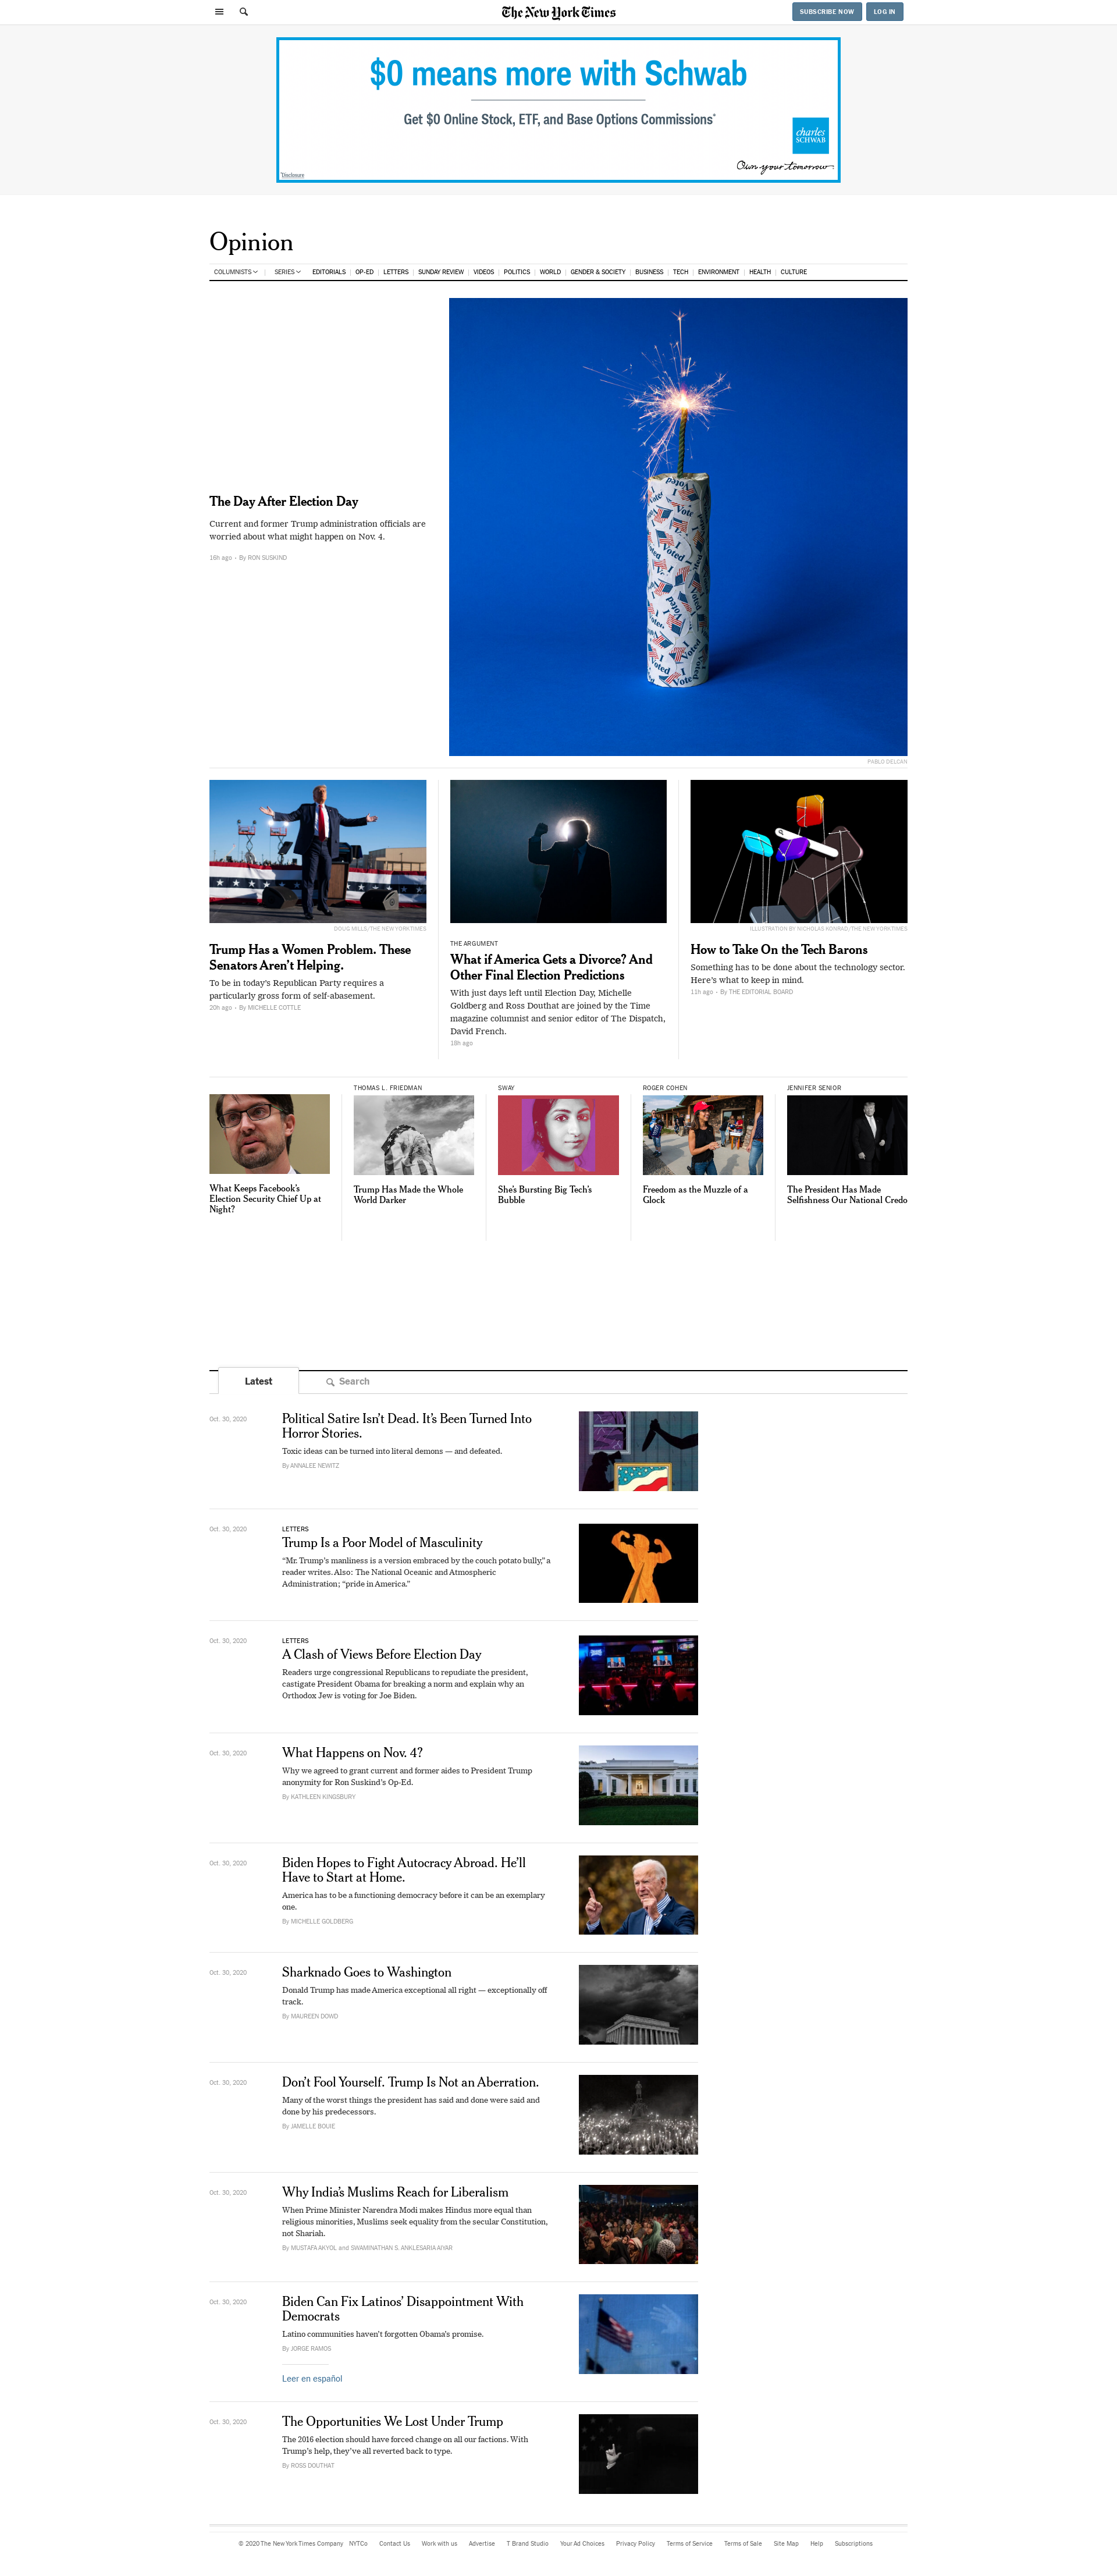 The New York Times
SUBSCRIBE NOW
LOG IN
$0 means more with Schwab
Get $0 Online Stock, ETF, and Base Options Commissions*
charles
SCHWAB
Own your tomorrow.
Disclosure
Opinion
COLUMNISTS | SERIES EDITORIALS | OP-ED | LETTERS | SUNDAY REVIEW | VIDEOS | POLITICS | WORLD | GENDER & SOCIETY | BUSINESS | TECH | ENVIRONMENT | HEALTH | CULTURE
The Day After Election Day
Current and former Trump administration officials are
worried about what might happen on Nov. 4.
16h ago · By RON SUSKIND
I Voted
PABLO DELCAN
DOUG MILLS/THE NEW YORK TIMES
Trump Has a Women Problem. These
Senators Aren’t Helping.
To be in today’s Republican Party requires a
particularly gross form of self-abasement.
20h ago · By MICHELLE COTTLE
THE ARGUMENT
What if America Gets a Divorce? And
Other Final Election Predictions
With just days left until Election Day, Michelle
Goldberg and Ross Douthat are joined by the Time
magazine columnist and senior editor of The Dispatch,
David French.
18h ago
ILLUSTRATION BY NICHOLAS KONRAD/THE NEW YORK TIMES
How to Take On the Tech Barons
Something has to be done about the technology sector.
Here’s what to keep in mind.
11h ago · By THE EDITORIAL BOARD
What Keeps Facebook’s
Election Security Chief Up at
Night?
THOMAS L. FRIEDMAN
Trump Has Made the Whole
World Darker
SWAY
She’s Bursting Big Tech’s
Bubble
ROGER COHEN
Freedom as the Muzzle of a
Glock
JENNIFER SENIOR
The President Has Made
Selfishness Our National Credo
Latest
Search
Oct. 30, 2020
Political Satire Isn’t Dead. It’s Been Turned Into
Horror Stories.
Toxic ideas can be turned into literal demons — and defeated.
By ANNALEE NEWITZ
Oct. 30, 2020
LETTERS
Trump Is a Poor Model of Masculinity
“Mr. Trump’s manliness is a version embraced by the couch potato bully,” a
reader writes. Also: The National Oceanic and Atmospheric
Administration; “pride in America.”
Oct. 30, 2020
LETTERS
A Clash of Views Before Election Day
Readers urge congressional Republicans to repudiate the president,
castigate President Obama for breaking a norm and explain why an
Orthodox Jew is voting for Joe Biden.
Oct. 30, 2020
What Happens on Nov. 4?
Why we agreed to grant current and former aides to President Trump
anonymity for Ron Suskind’s Op-Ed.
By KATHLEEN KINGSBURY
Oct. 30, 2020
Biden Hopes to Fight Autocracy Abroad. He’ll
Have to Start at Home.
America has to be a functioning democracy before it can be an exemplary
one.
By MICHELLE GOLDBERG
Oct. 30, 2020
Sharknado Goes to Washington
Donald Trump has made America exceptional all right — exceptionally off
track.
By MAUREEN DOWD
Oct. 30, 2020
Don’t Fool Yourself. Trump Is Not an Aberration.
Many of the worst things the president has said and done were said and
done by his predecessors.
By JAMELLE BOUIE
Oct. 30, 2020
Why India’s Muslims Reach for Liberalism
When Prime Minister Narendra Modi makes Hindus more equal than
religious minorities, Muslims seek equality from the secular Constitution,
not Shariah.
By MUSTAFA AKYOL and SWAMINATHAN S. ANKLESARIA AIYAR
Oct. 30, 2020
Biden Can Fix Latinos’ Disappointment With
Democrats
Latino communities haven’t forgotten Obama’s promise.
By JORGE RAMOS
Leer en español
Oct. 30, 2020
The Opportunities We Lost Under Trump
The 2016 election should have forced change on all our factions. With
Trump’s help, they’ve all reverted back to type.
By ROSS DOUTHAT
© 2020 The New York Times Company NYTCo Contact Us Work with us Advertise T Brand Studio Your Ad Choices Privacy Policy Terms of Service Terms of Sale Site Map Help Subscriptions